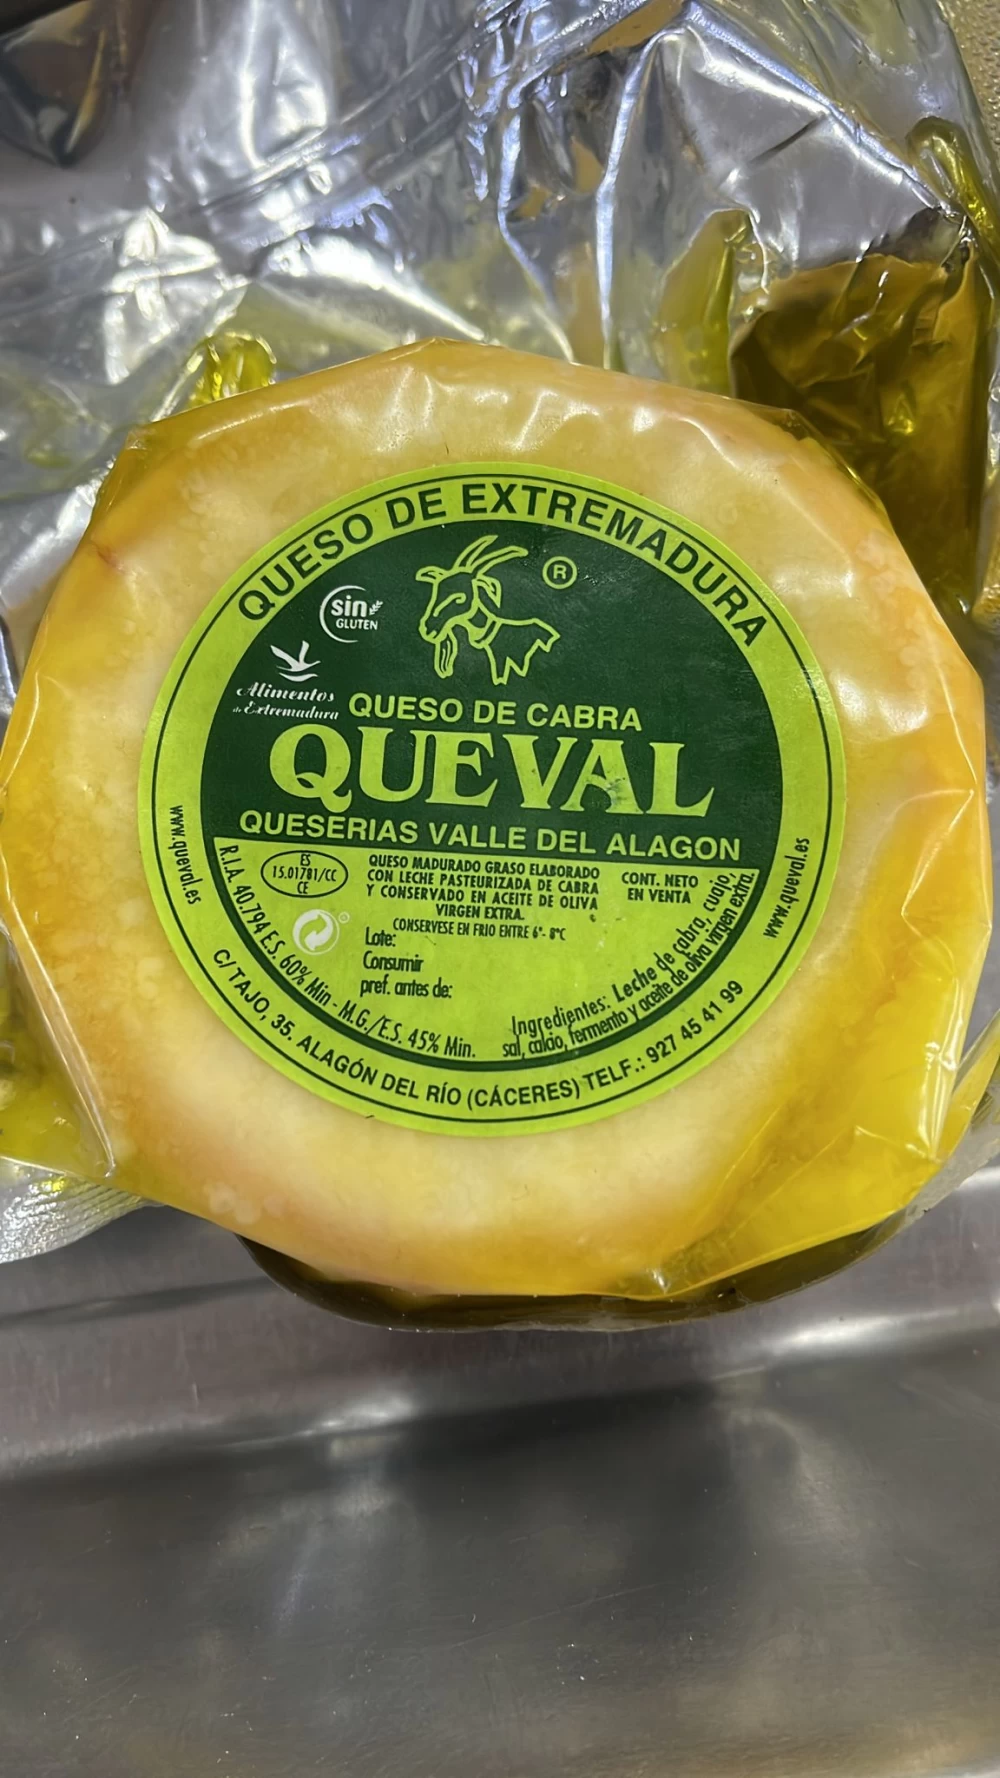 QUESO DE EXTREMADURA
®
sin
GLUTEN
Alimentos
de Extremadura
QUESO DE CABRA
QUEVAL
QUESERIAS VALLE DEL ALAGON
www.queval.es
ES
15.01781/CC
CE
QUESO MADURADO GRASO ELABORADO
CON LECHE PASTEURIZADA DE CABRA
Y CONSERVADO EN ACEITE DE OLIVA
VIRGEN EXTRA.
CONSERVESE EN FRIO ENTRE 6°- 8°C
CONT. NETO
EN VENTA
Lote:
Consumir
pref. antes de:
R.I.A. 40.794 E.S. 60% Min - M.G./E.S. 45% Min.
Ingredientes: Leche de cabra, cuajo,
sal, calcio, fermento y aceite de oliva virgen extra.
www.queval.es
C/ TAJO, 35. ALAGÓN DEL RÍO (CÁCERES) TELF.: 927 45 41 99